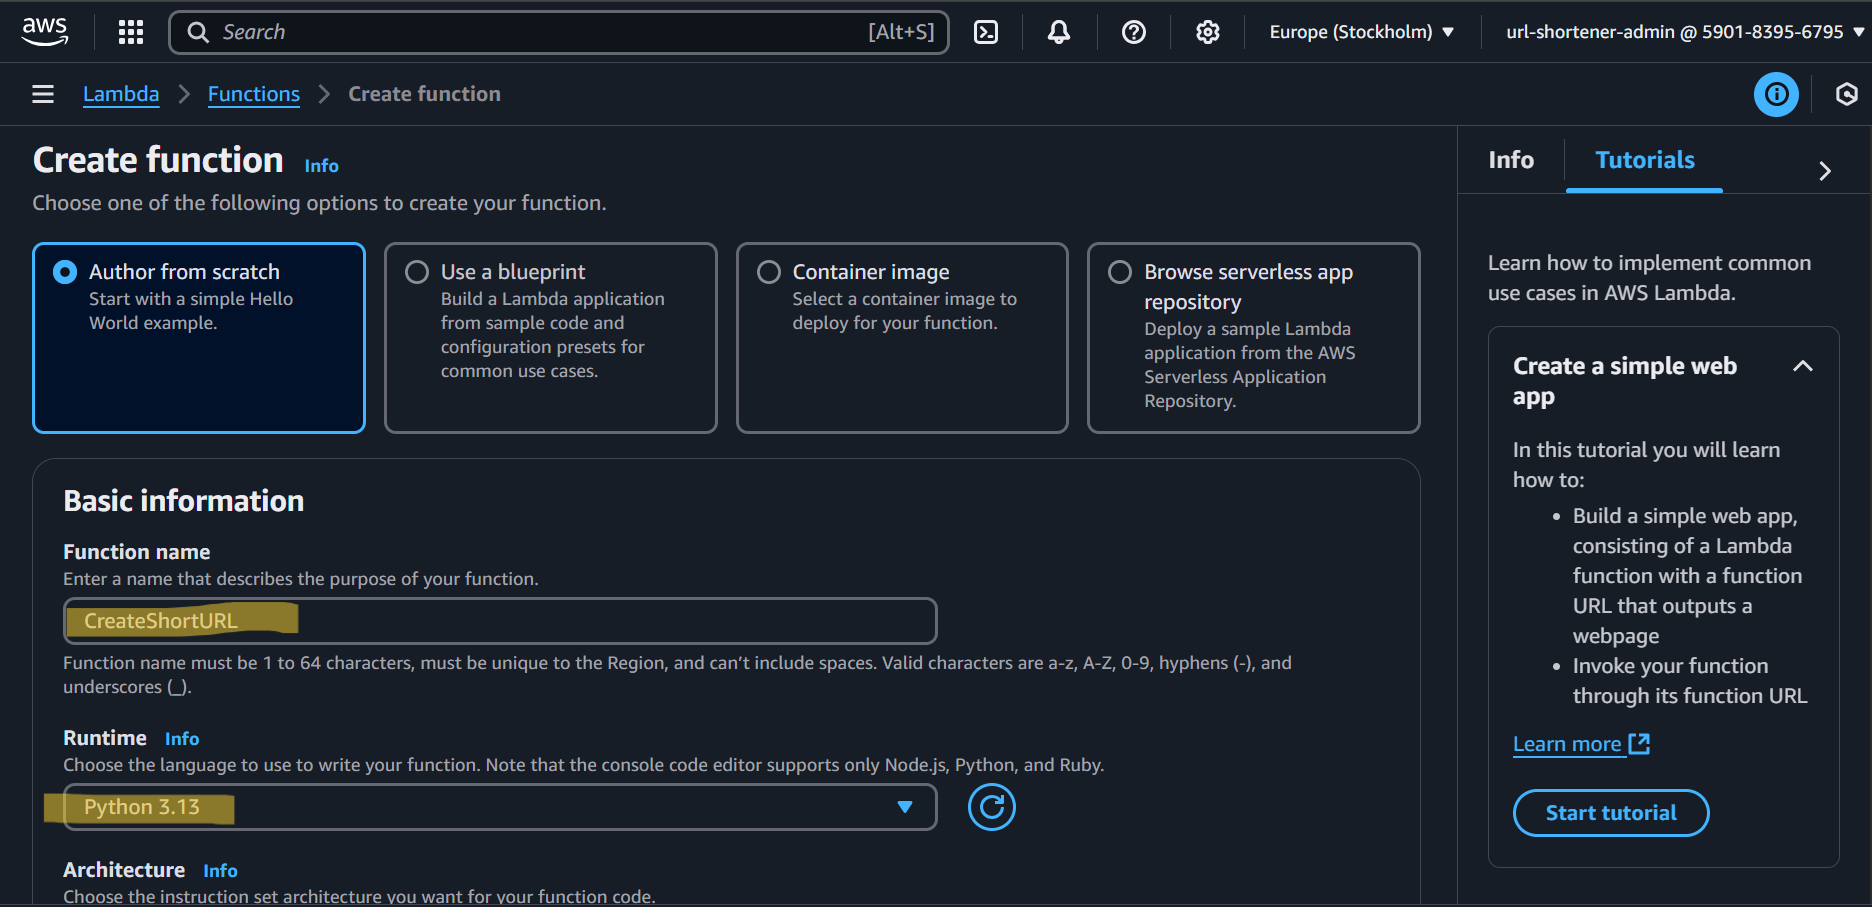 aws
Search
[Alt+S]
Europe (Stockholm)
url-shortener-admin @ 5901-8395-6795
Lambda
Functions
Create function
Create function Info
Choose one of the following options to create your function.
Author from scratch
Start with a simple Hello
World example.
Use a blueprint
Build a Lambda application
from sample code and
configuration presets for
common use cases.
Container image
Select a container image to
deploy for your function.
Browse serverless app
repository
Deploy a sample Lambda
application from the AWS
Serverless Application
Repository.
Basic information
Function name
Enter a name that describes the purpose of your function.
CreateShortURL
Function name must be 1 to 64 characters, must be unique to the Region, and can’t include spaces. Valid characters are a-z, A-Z, 0-9, hyphens (-), and
underscores (_).
Runtime Info
Choose the language to use to write your function. Note that the console code editor supports only Node.js, Python, and Ruby.
Python 3.13
Architecture Info
Choose the instruction set architecture you want for your function code.
Info
Tutorials
Learn how to implement common
use cases in AWS Lambda.
Create a simple web
app
In this tutorial you will learn
how to:
• Build a simple web app,
consisting of a Lambda
function with a function
URL that outputs a
webpage
• Invoke your function
through its function URL
Learn more
Start tutorial